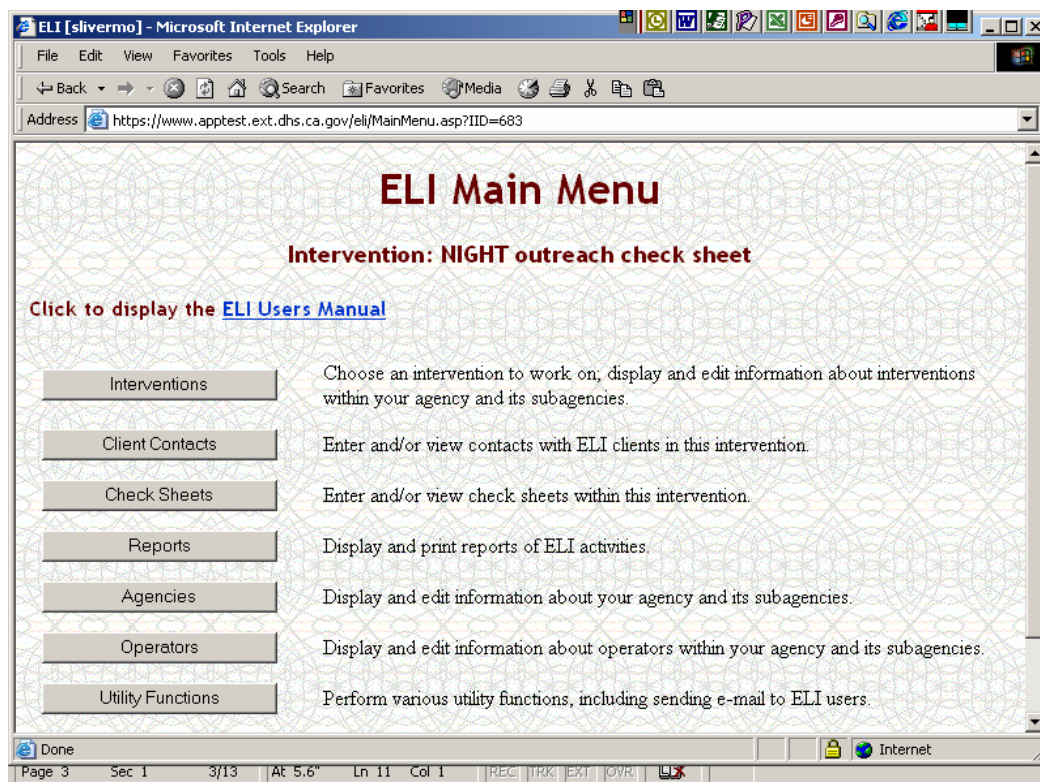 ELI [slivermo] - Microsoft Internet Explorer
File Edit View Favorites Tools Help
Back Search Favorites Media
Address https://www.apptest.ext.dhs.ca.gov/eli/MainMenu.asp?IID=683
ELI Main Menu
Intervention: NIGHT outreach check sheet
Click to display the ELI Users Manual
Interventions Choose an intervention to work on; display and edit information about interventions
within your agency and its subagencies.
Client Contacts Enter and/or view contacts with ELI clients in this intervention.
Check Sheets Enter and/or view check sheets within this intervention.
Reports Display and print reports of ELI activities.
Agencies Display and edit information about your agency and its subagencies.
Operators Display and edit information about operators within your agency and its subagencies.
Utility Functions Perform various utility functions, including sending e-mail to ELI users.
Done Internet
Page 3 Sec 1 3/13 At 5.6" Ln 11 Col 1 REC TRK EXT OVR